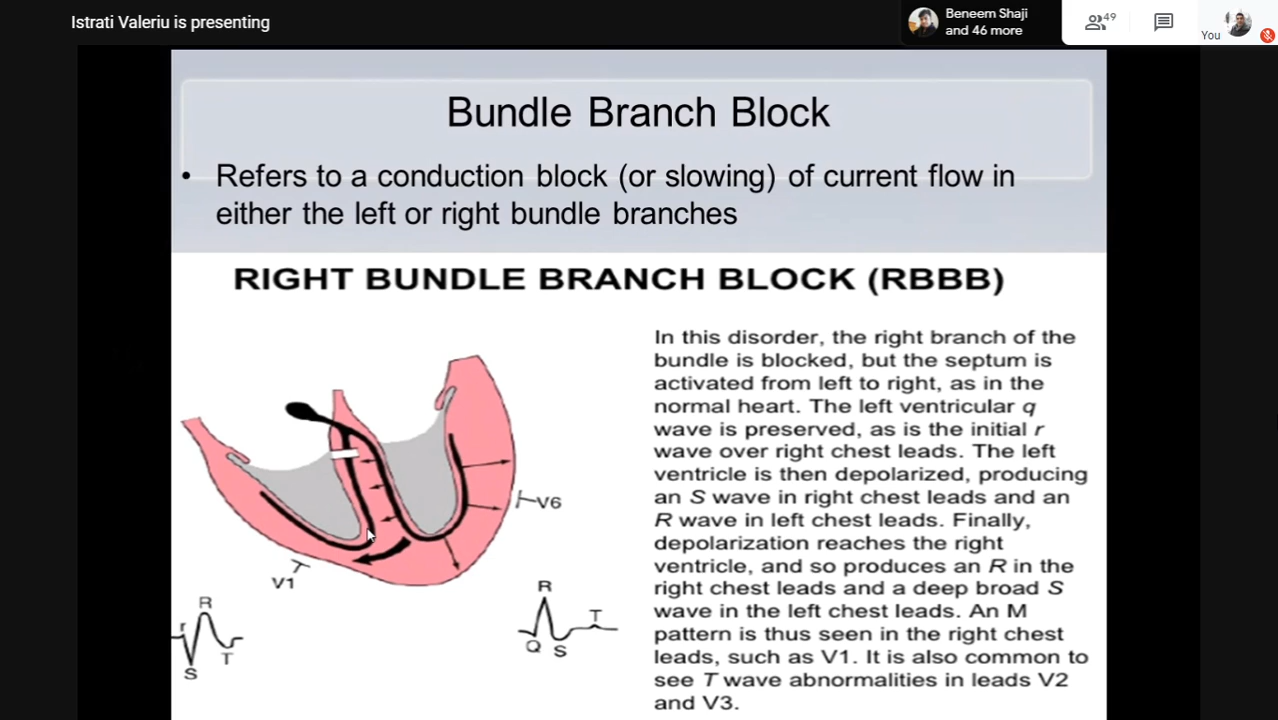 Istrati Valeriu is presenting
Beneem Shaji
and 46 more
49
You
Bundle Branch Block
• Refers to a conduction block (or slowing) of current flow in
either the left or right bundle branches
RIGHT BUNDLE BRANCH BLOCK (RBBB)
In this disorder, the right branch of the
bundle is blocked, but the septum is
activated from left to right, as in the
normal heart. The left ventricular q
wave is preserved, as is the initial r
wave over right chest leads. The left
ventricle is then depolarized, producing
an S wave in right chest leads and an
R wave in left chest leads. Finally,
depolarization reaches the right
ventricle, and so produces an R in the
right chest leads and a deep broad S
wave in the left chest leads. An M
pattern is thus seen in the right chest
leads, such as V1. It is also common to
see T wave abnormalities in leads V2
and V3.
V6
V1
R
r
T
S
R
T
Q S